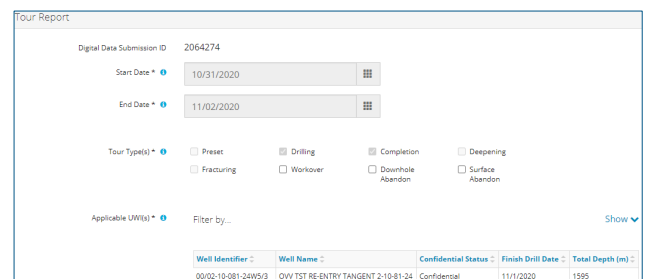 Tour Report
Digital Data Submission ID 2064274
Start Date * 10/31/2020
End Date * 11/02/2020
Tour Type(s) * Preset Drilling Completion Deepening
Fracturing Workover Downhole Abandon Surface Abandon
Applicable UWI(s) * Filter by... Show
Well Identifier Well Name Confidential Status Finish Drill Date Total Depth (m)
00/02-10-081-24W5/3 OVV TST RE-ENTRY TANGENT 2-10-81-24 Confidential 11/1/2020 1595